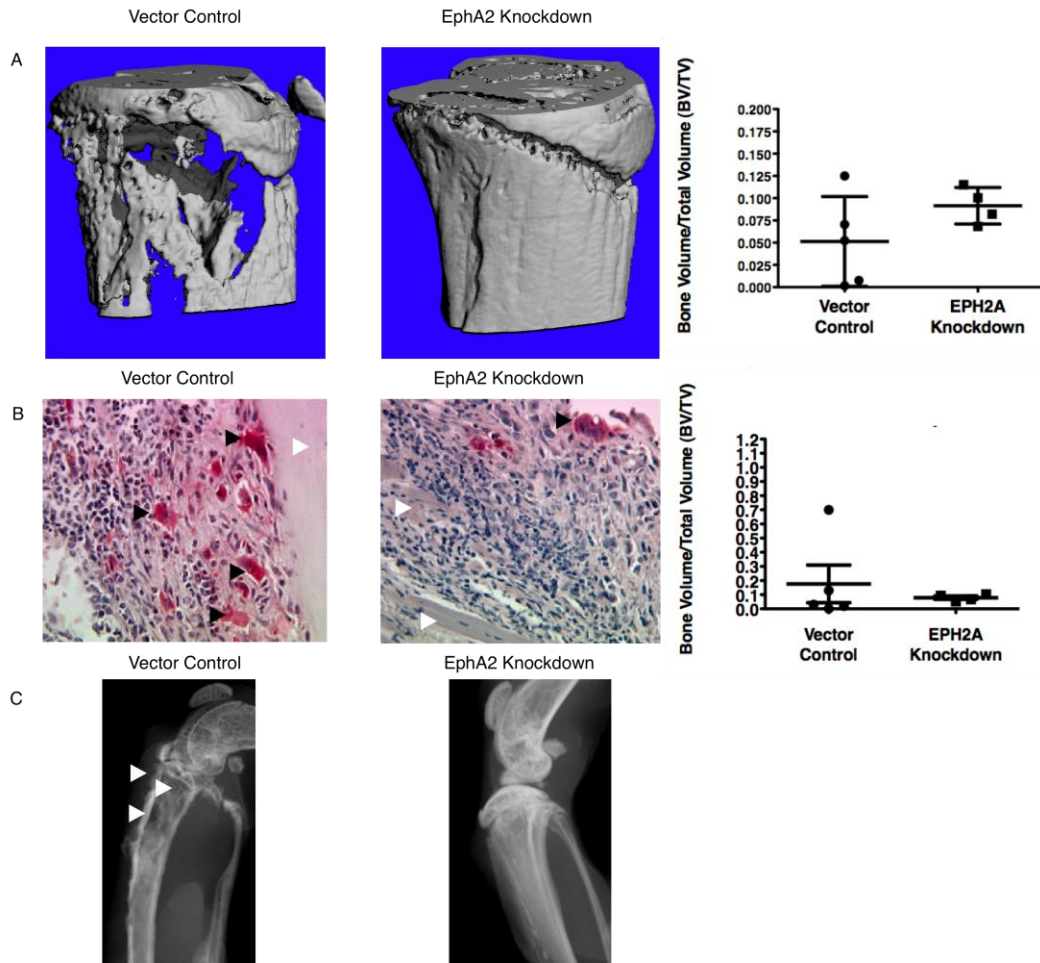 Vector Control
EphA2 Knockdown
A
Bone Volume/Total Volume (BV/TV)
0.200
0.175
0.150
0.125
0.100
0.075
0.050
0.025
0.000
Vector
Control
EPH2A
Knockdown
Vector Control
EphA2 Knockdown
B
Bone Volume/Total Volume (BV/TV)
1.2
1.1
1.0
0.9
0.8
0.7
0.6
0.5
0.4
0.3
0.2
0.1
0.0
Vector
Control
EPH2A
Knockdown
Vector Control
EphA2 Knockdown
C